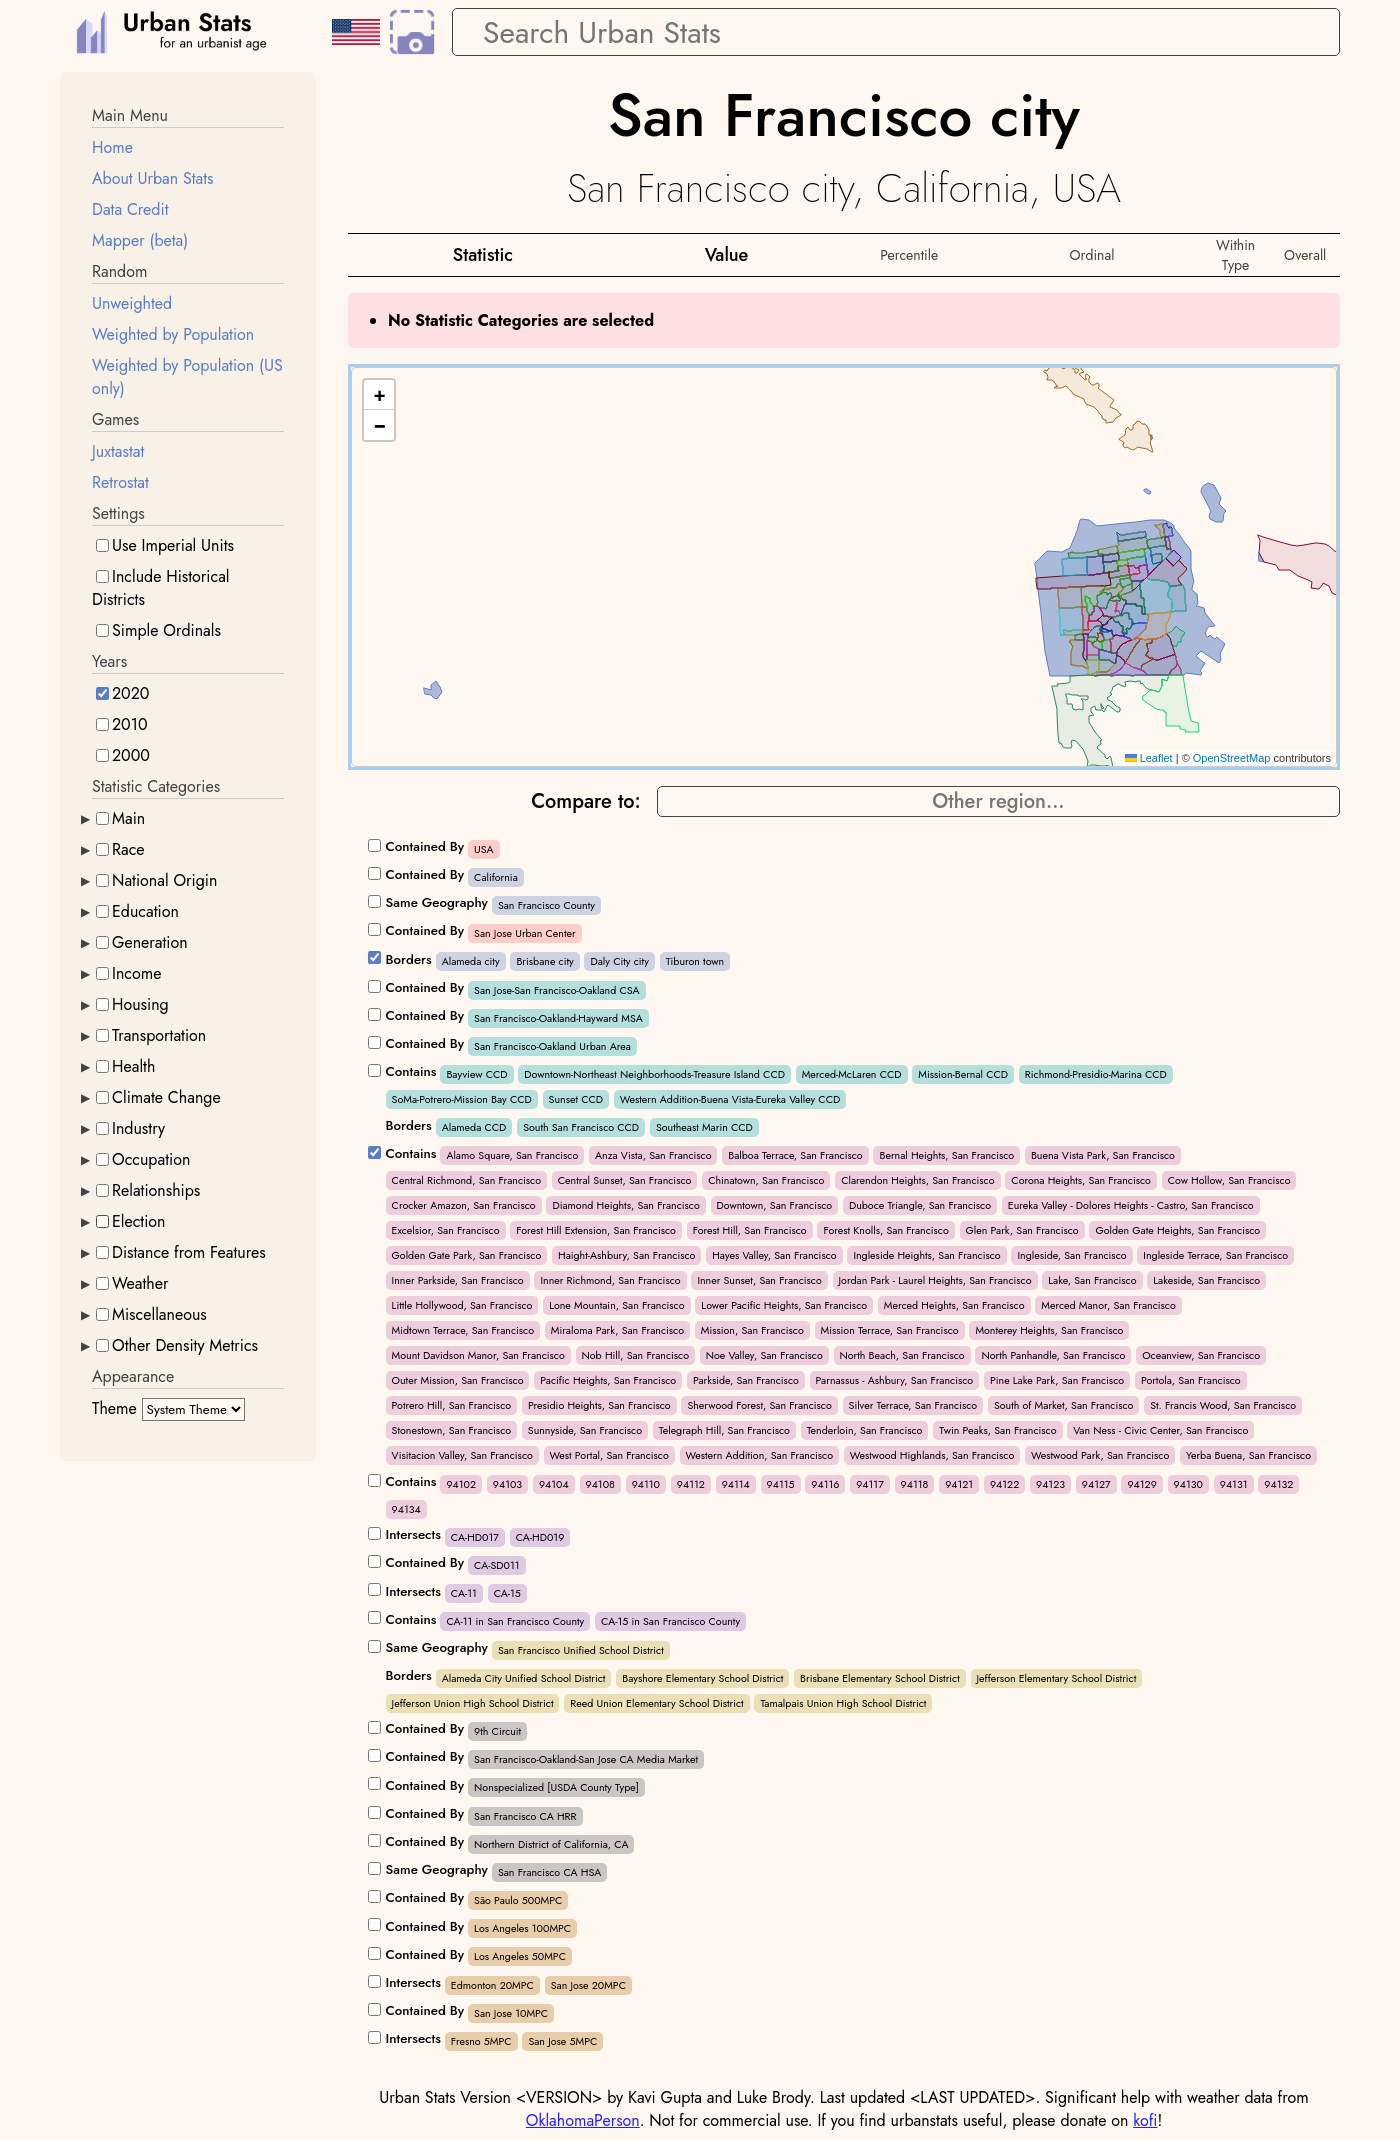 Urban Stats
for an urbanist age
Search Urban Stats
Main Menu
Home
About Urban Stats
Data Credit
Mapper (beta)
Random
Unweighted
Weighted by Population
Weighted by Population (US
only)
Games
Juxtastat
Retrostat
Settings
Use Imperial Units
Include Historical
Districts
Simple Ordinals
Years
2020
2010
2000
Statistic Categories
Main
Race
National Origin
Education
Generation
Income
Housing
Transportation
Health
Climate Change
Industry
Occupation
Relationships
Election
Distance from Features
Weather
Miscellaneous
Other Density Metrics
Appearance
Theme System Theme
San Francisco city
San Francisco city, California, USA
Statistic Value Percentile Ordinal Within Type Overall
No Statistic Categories are selected
+
−
Leaflet | © OpenStreetMap contributors
Compare to: Other region...
Contained By USA
Contained By California
Same Geography San Francisco County
Contained By San Jose Urban Center
Borders Alameda city Brisbane city Daly City city Tiburon town
Contained By San Jose-San Francisco-Oakland CSA
Contained By San Francisco-Oakland-Hayward MSA
Contained By San Francisco-Oakland Urban Area
Contains Bayview CCD Downtown-Northeast Neighborhoods-Treasure Island CCD Merced-McLaren CCD Mission-Bernal CCD Richmond-Presidio-Marina CCD
SoMa-Potrero-Mission Bay CCD Sunset CCD Western Addition-Buena Vista-Eureka Valley CCD
Borders Alameda CCD South San Francisco CCD Southeast Marin CCD
Contains Alamo Square, San Francisco Anza Vista, San Francisco Balboa Terrace, San Francisco Bernal Heights, San Francisco Buena Vista Park, San Francisco
Central Richmond, San Francisco Central Sunset, San Francisco Chinatown, San Francisco Clarendon Heights, San Francisco Corona Heights, San Francisco Cow Hollow, San Francisco
Crocker Amazon, San Francisco Diamond Heights, San Francisco Downtown, San Francisco Duboce Triangle, San Francisco Eureka Valley - Dolores Heights - Castro, San Francisco
Excelsior, San Francisco Forest Hill Extension, San Francisco Forest Hill, San Francisco Forest Knolls, San Francisco Glen Park, San Francisco Golden Gate Heights, San Francisco
Golden Gate Park, San Francisco Haight-Ashbury, San Francisco Hayes Valley, San Francisco Ingleside Heights, San Francisco Ingleside, San Francisco Ingleside Terrace, San Francisco
Inner Parkside, San Francisco Inner Richmond, San Francisco Inner Sunset, San Francisco Jordan Park - Laurel Heights, San Francisco Lake, San Francisco Lakeside, San Francisco
Little Hollywood, San Francisco Lone Mountain, San Francisco Lower Pacific Heights, San Francisco Merced Heights, San Francisco Merced Manor, San Francisco
Midtown Terrace, San Francisco Miraloma Park, San Francisco Mission, San Francisco Mission Terrace, San Francisco Monterey Heights, San Francisco
Mount Davidson Manor, San Francisco Nob Hill, San Francisco Noe Valley, San Francisco North Beach, San Francisco North Panhandle, San Francisco Oceanview, San Francisco
Outer Mission, San Francisco Pacific Heights, San Francisco Parkside, San Francisco Parnassus - Ashbury, San Francisco Pine Lake Park, San Francisco Portola, San Francisco
Potrero Hill, San Francisco Presidio Heights, San Francisco Sherwood Forest, San Francisco Silver Terrace, San Francisco South of Market, San Francisco St. Francis Wood, San Francisco
Stonestown, San Francisco Sunnyside, San Francisco Telegraph Hill, San Francisco Tenderloin, San Francisco Twin Peaks, San Francisco Van Ness - Civic Center, San Francisco
Visitacion Valley, San Francisco West Portal, San Francisco Western Addition, San Francisco Westwood Highlands, San Francisco Westwood Park, San Francisco Yerba Buena, San Francisco
Contains 94102 94103 94104 94108 94110 94112 94114 94115 94116 94117 94118 94121 94122 94123 94127 94129 94130 94131 94132
94134
Intersects CA-HD017 CA-HD019
Contained By CA-SD011
Intersects CA-11 CA-15
Contains CA-11 in San Francisco County CA-15 in San Francisco County
Same Geography San Francisco Unified School District
Borders Alameda City Unified School District Bayshore Elementary School District Brisbane Elementary School District Jefferson Elementary School District
Jefferson Union High School District Reed Union Elementary School District Tamalpais Union High School District
Contained By 9th Circuit
Contained By San Francisco-Oakland-San Jose CA Media Market
Contained By Nonspecialized [USDA County Type]
Contained By San Francisco CA HRR
Contained By Northern District of California, CA
Same Geography San Francisco CA HSA
Contained By São Paulo 500MPC
Contained By Los Angeles 100MPC
Contained By Los Angeles 50MPC
Intersects Edmonton 20MPC San Jose 20MPC
Contained By San Jose 10MPC
Intersects Fresno 5MPC San Jose 5MPC
Urban Stats Version <VERSION> by Kavi Gupta and Luke Brody. Last updated <LAST UPDATED>. Significant help with weather data from
OklahomaPerson. Not for commercial use. If you find urbanstats useful, please donate on kofi!